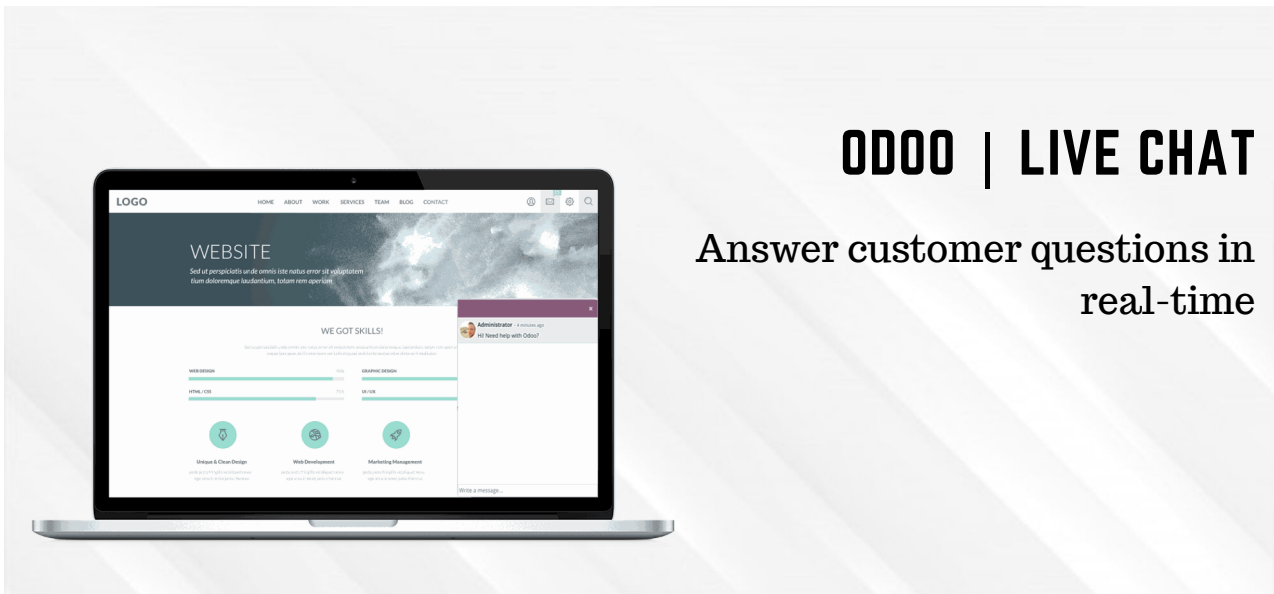 ODOO | LIVE CHAT
Answer customer questions in
real-time
LOGO
HOME ABOUT WORK SERVICES TEAM BLOG CONTACT
WEBSITE
Sed ut perspiciatis unde omnis iste natus error sit voluptatem
tium doloremque laudantium, totam rem aperiam
WE GOT SKILLS!
WEB DESIGN GRAPHIC DESIGN
HTML / CSS UI / UX
Unique & Clean Design Web Development Marketing Management
×
Administrator - 4 minutes ago
Hi! Need help with Odoo?
Write a message...